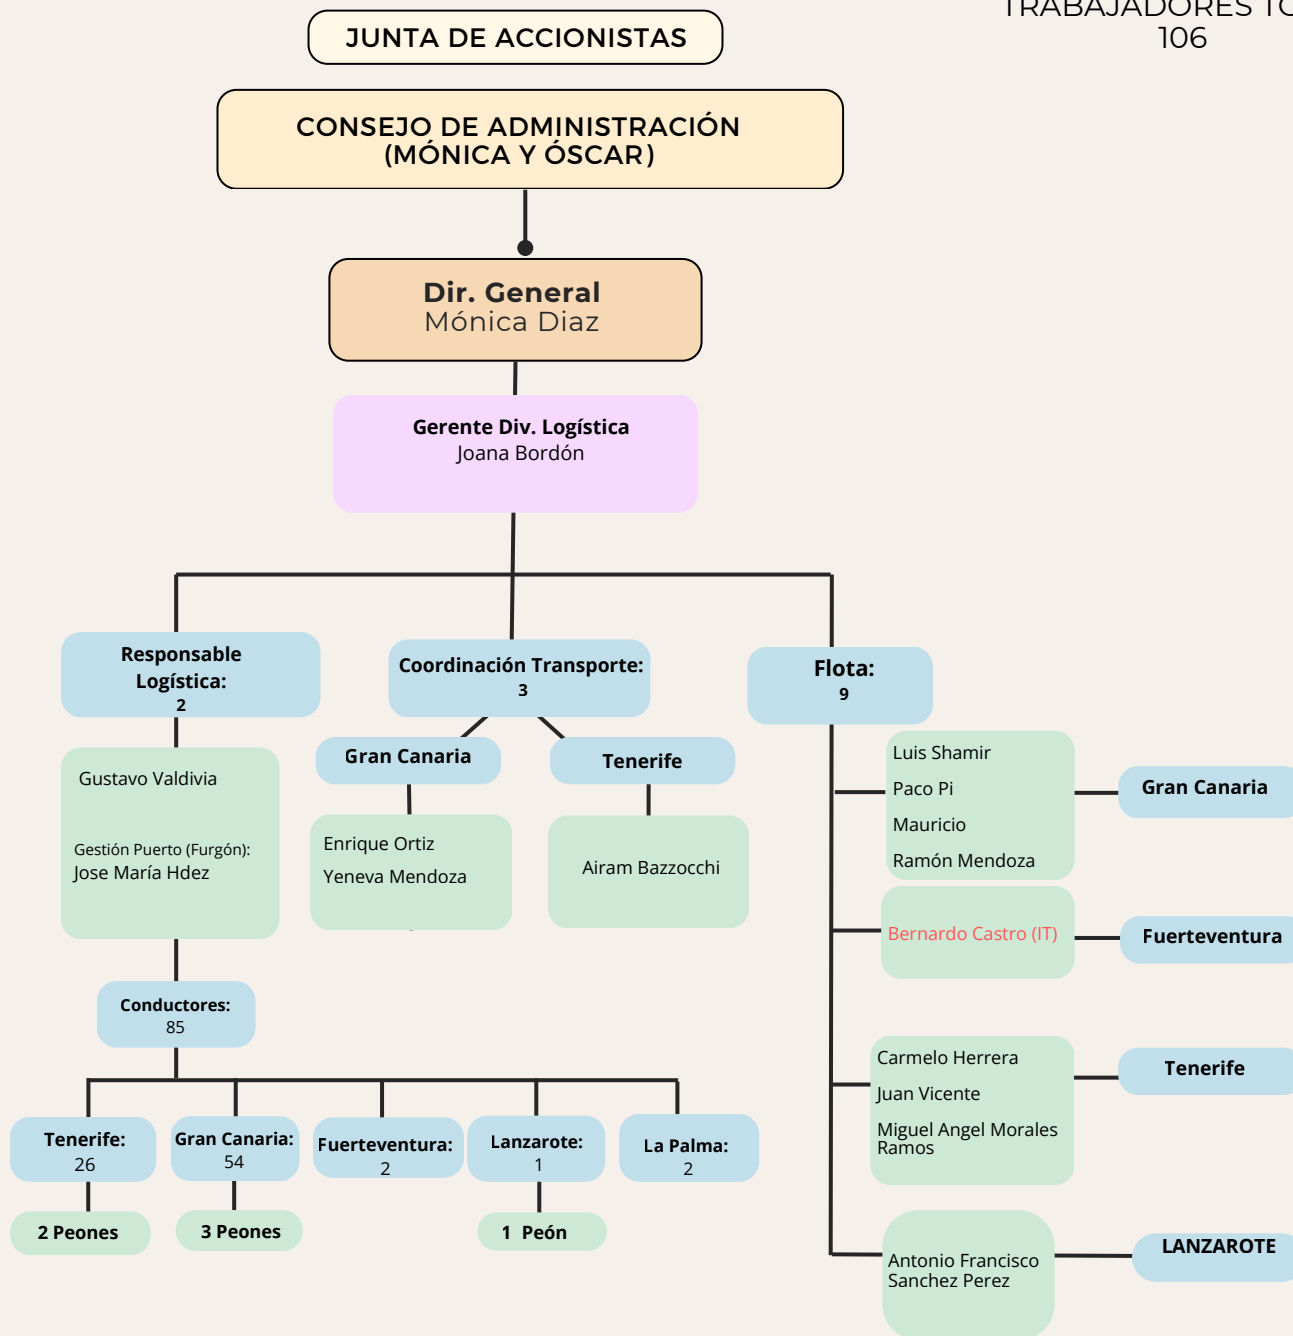 TRABAJADORES
106
JUNTA DE ACCIONISTAS
CONSEJO DE ADMINISTRACIÓN
(MÓNICA Y ÓSCAR)
Dir. General
Mónica Diaz
Gerente Div. Logística
Joana Bordón
Responsable
Logística:
2
Gustavo Valdivia
Gestión Puerto (Furgón):
Jose María Hdez
Conductores:
85
Tenerife:
26
2 Peones
Gran Canaria:
54
3 Peones
Fuerteventura:
2
Lanzarote:
1
1 Peón
La Palma:
2
Coordinación Transporte:
3
Gran Canaria
Enrique Ortiz
Yeneva Mendoza
Tenerife
Airam Bazzocchi
Flota:
9
Luis Shamir
Paco Pi
Mauricio
Ramón Mendoza
Gran Canaria
Bernardo Castro (IT)
Fuerteventura
Carmelo Herrera
Juan Vicente
Miguel Angel Morales
Ramos
Tenerife
Antonio Francisco
Sanchez Perez
LANZAROTE